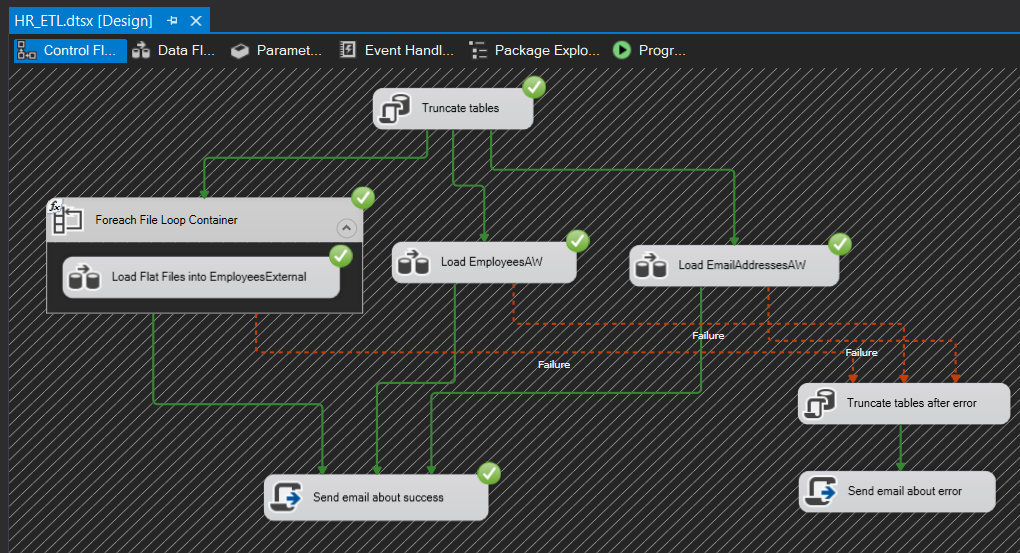 HR_ETL.dtsx [Design]
Control Fl... Data Fl... Paramet... Event Handl... Package Explo... Progr...
Truncate tables
fx
Foreach File Loop Container
Load Flat Files into EmployeesExternal
Load EmployeesAW
Load EmailAddressesAW
Failure
Failure
Failure
Truncate tables after error
Send email about success
Send email about error